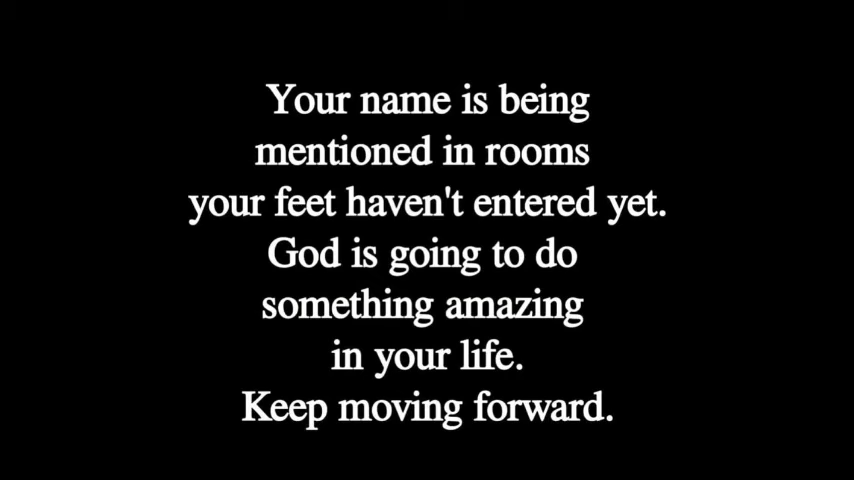 Your name is being
mentioned in rooms
your feet haven't entered yet.
God is going to do
something amazing
in your life.
Keep moving forward.